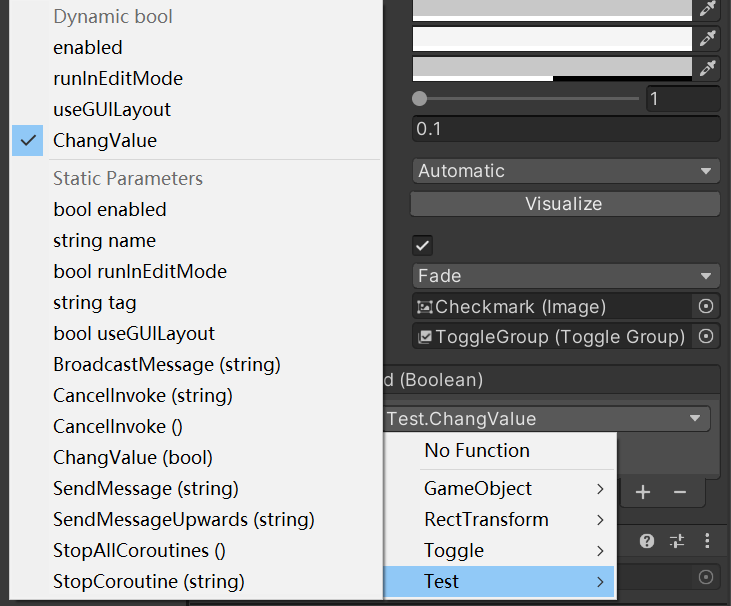 Dynamic bool
enabled
runInEditMode
useGUILayout
ChangValue
Static Parameters
bool enabled
string name
bool runInEditMode
string tag
bool useGUILayout
BroadcastMessage (string)
CancelInvoke (string)
CancelInvoke ()
ChangValue (bool)
SendMessage (string)
SendMessageUpwards (string)
StopAllCoroutines ()
StopCoroutine (string)
1
0.1
Automatic
Visualize
Fade
Checkmark (Image)
ToggleGroup (Toggle Group)
d (Boolean)
Test.ChangValue
No Function
GameObject
RectTransform
Toggle
Test